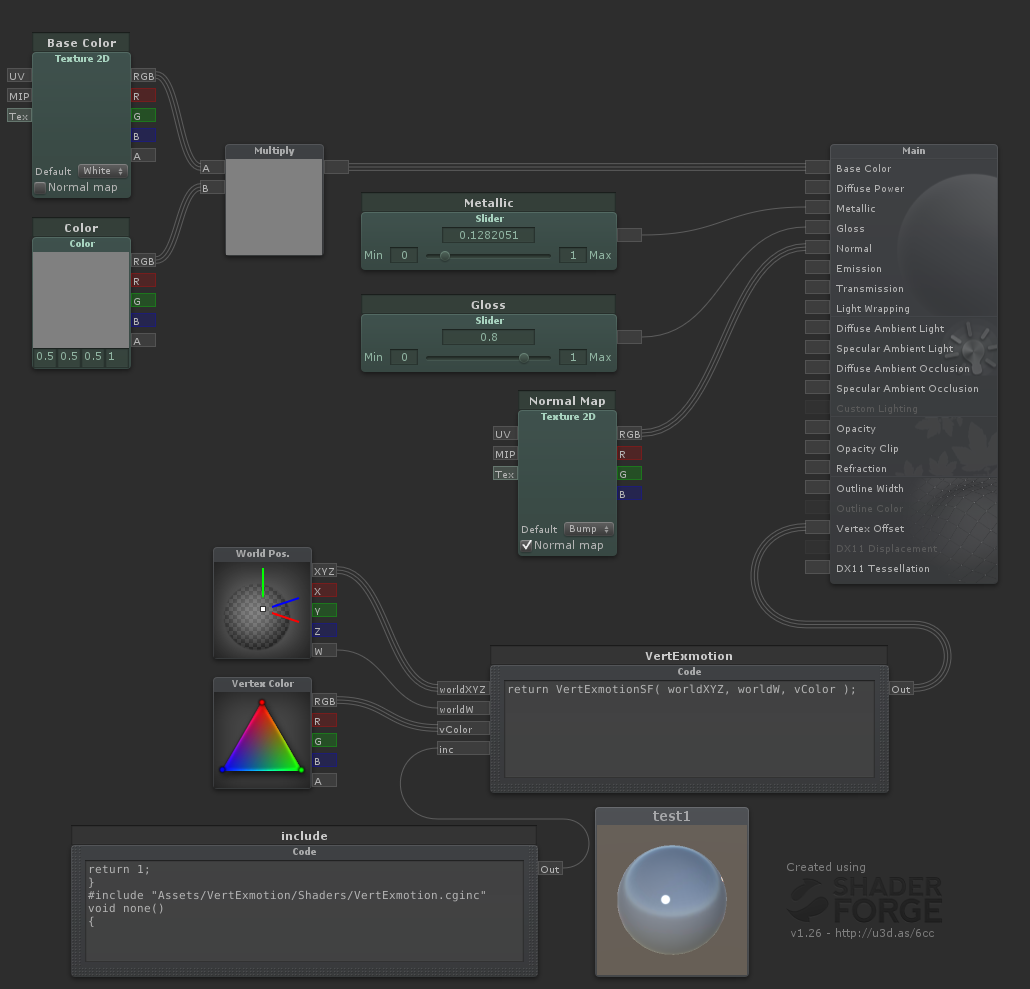 Base Color
Texture 2D
UV
RGB
MIP
R
Tex
G
B
A
Default
White
Normal map
Color
Color
RGB
R
G
B
A
0.5 0.5 0.5 1
Multiply
A
B
Metallic
Slider
0.1282051
Min 0 1 Max
Gloss
Slider
0.8
Min 0 1 Max
Normal Map
Texture 2D
UV
RGB
MIP
R
Tex
G
B
Default
Bump
Normal map
Main
Base Color
Diffuse Power
Metallic
Gloss
Normal
Emission
Transmission
Light Wrapping
Diffuse Ambient Light
Specular Ambient Light
Diffuse Ambient Occlusion
Specular Ambient Occlusion
Custom Lighting
Opacity
Opacity Clip
Refraction
Outline Width
Outline Color
Vertex Offset
DX11 Displacement
DX11 Tessellation
World Pos.
XYZ
X
Y
Z
W
Vertex Color
RGB
R
G
B
A
VertExmotion
Code
worldXYZ
worldW
vColor
inc
return VertExmotionSF( worldXYZ, worldW, vColor );
Out
include
Code
return 1;
}
#include "Assets/VertExmotion/Shaders/VertExmotion.cginc"
void none()
{
Out
test1
Created using
SHADER
FORGE
v1.26 - http://u3d.as/6cc